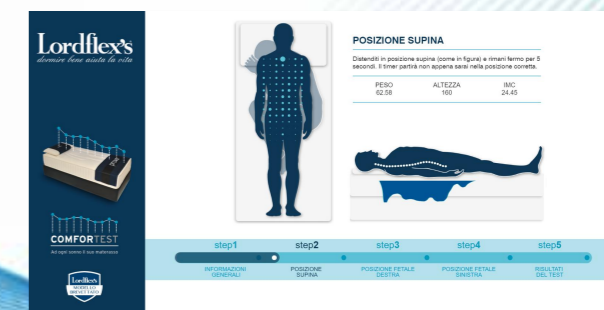 Lordflex's
dormire bene aiuta la vita
COMFORTEST
Ad ogni uomo il suo materasso
Lordflex's
MODELLO
BREVETTATO
POSIZIONE SUPINA
Distenditi in posizione supina (come in figura) e rimani fermo per 5
secondi. Il timer partirà non appena sarai nella posizione corretta.
PESO ALTEZZA IMC
62.58 160 24.45
step1 step2 step3 step4 step5
INFORMAZIONI POSIZIONE POSIZIONE FETALE POSIZIONE FETALE RISULTATI
GENERALI SUPINA DESTRA SINISTRA DEL TEST